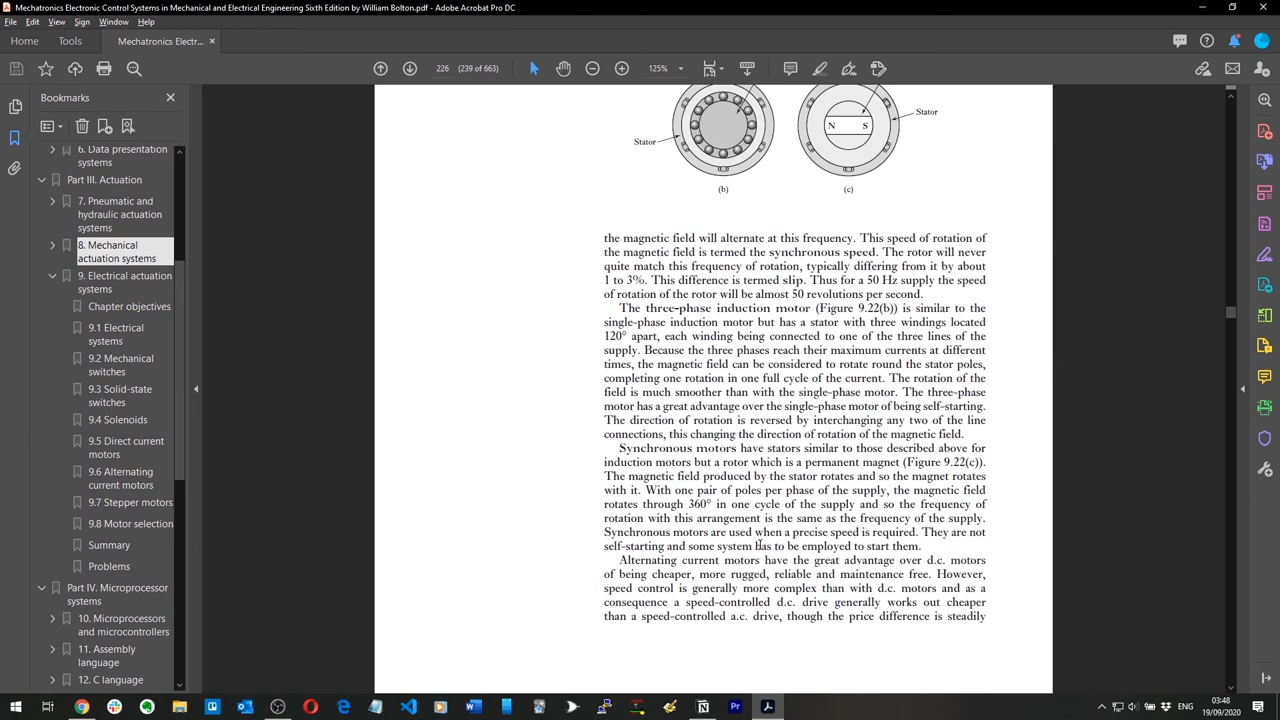 Mechatronics Electronic Control Systems in Mechanical and Electrical Engineering Sixth Edition by William Bolton.pdf - Adobe Acrobat Pro DC
File Edit View Sign Window Help
Home Tools Mechatronics Electr... ×
226 (239 of 663) 125%
Bookmarks
6. Data presentation
systems
Part III. Actuation
7. Pneumatic and
hydraulic actuation
systems
8. Mechanical
actuation systems
9. Electrical actuation
systems
Chapter objectives
9.1 Electrical
systems
9.2 Mechanical
switches
9.3 Solid-state
switches
9.4 Solenoids
9.5 Direct current
motors
9.6 Alternating
current motors
9.7 Stepper motors
9.8 Motor selection
Summary
Problems
Part IV. Microprocessor
systems
10. Microprocessors
and microcontrollers
11. Assembly
language
12. C language
Stator
N S
Stator
(b) (c)
the magnetic field will alternate at this frequency. This speed of rotation of
the magnetic field is termed the synchronous speed. The rotor will never
quite match this frequency of rotation, typically differing from it by about
1 to 3%. This difference is termed slip. Thus for a 50 Hz supply the speed
of rotation of the rotor will be almost 50 revolutions per second.
The three-phase induction motor (Figure 9.22(b)) is similar to the
single-phase induction motor but has a stator with three windings located
120° apart, each winding being connected to one of the three lines of the
supply. Because the three phases reach their maximum currents at different
times, the magnetic field can be considered to rotate round the stator poles,
completing one rotation in one full cycle of the current. The rotation of the
field is much smoother than with the single-phase motor. The three-phase
motor has a great advantage over the single-phase motor of being self-starting.
The direction of rotation is reversed by interchanging any two of the line
connections, this changing the direction of rotation of the magnetic field.
Synchronous motors have stators similar to those described above for
induction motors but a rotor which is a permanent magnet (Figure 9.22(c)).
The magnetic field produced by the stator rotates and so the magnet rotates
with it. With one pair of poles per phase of the supply, the magnetic field
rotates through 360° in one cycle of the supply and so the frequency of
rotation with this arrangement is the same as the frequency of the supply.
Synchronous motors are used when a precise speed is required. They are not
self-starting and some system has to be employed to start them.
Alternating current motors have the great advantage over d.c. motors
of being cheaper, more rugged, reliable and maintenance free. However,
speed control is generally more complex than with d.c. motors and as a
consequence a speed-controlled d.c. drive generally works out cheaper
than a speed-controlled a.c. drive, though the price difference is steadily
ENG
03:48
19/09/2020